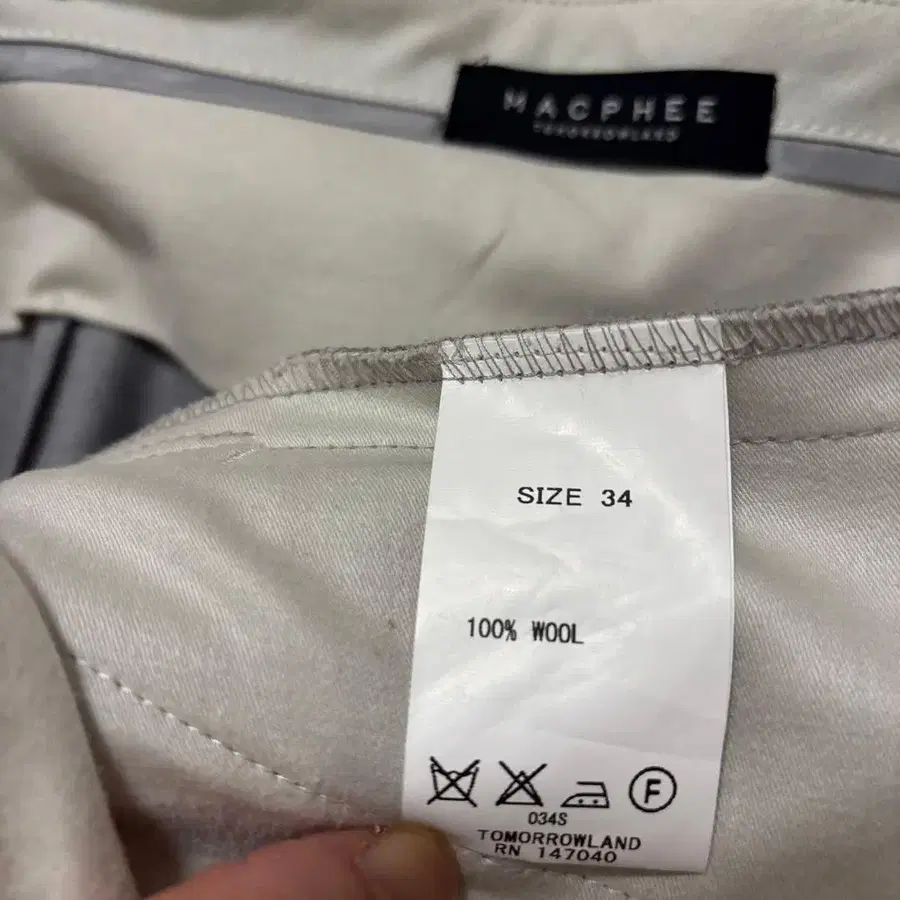 MACPHEE
TOMORROWLAND
SIZE 34
100% WOOL
F
034S
TOMORROWLAND
RN 147040